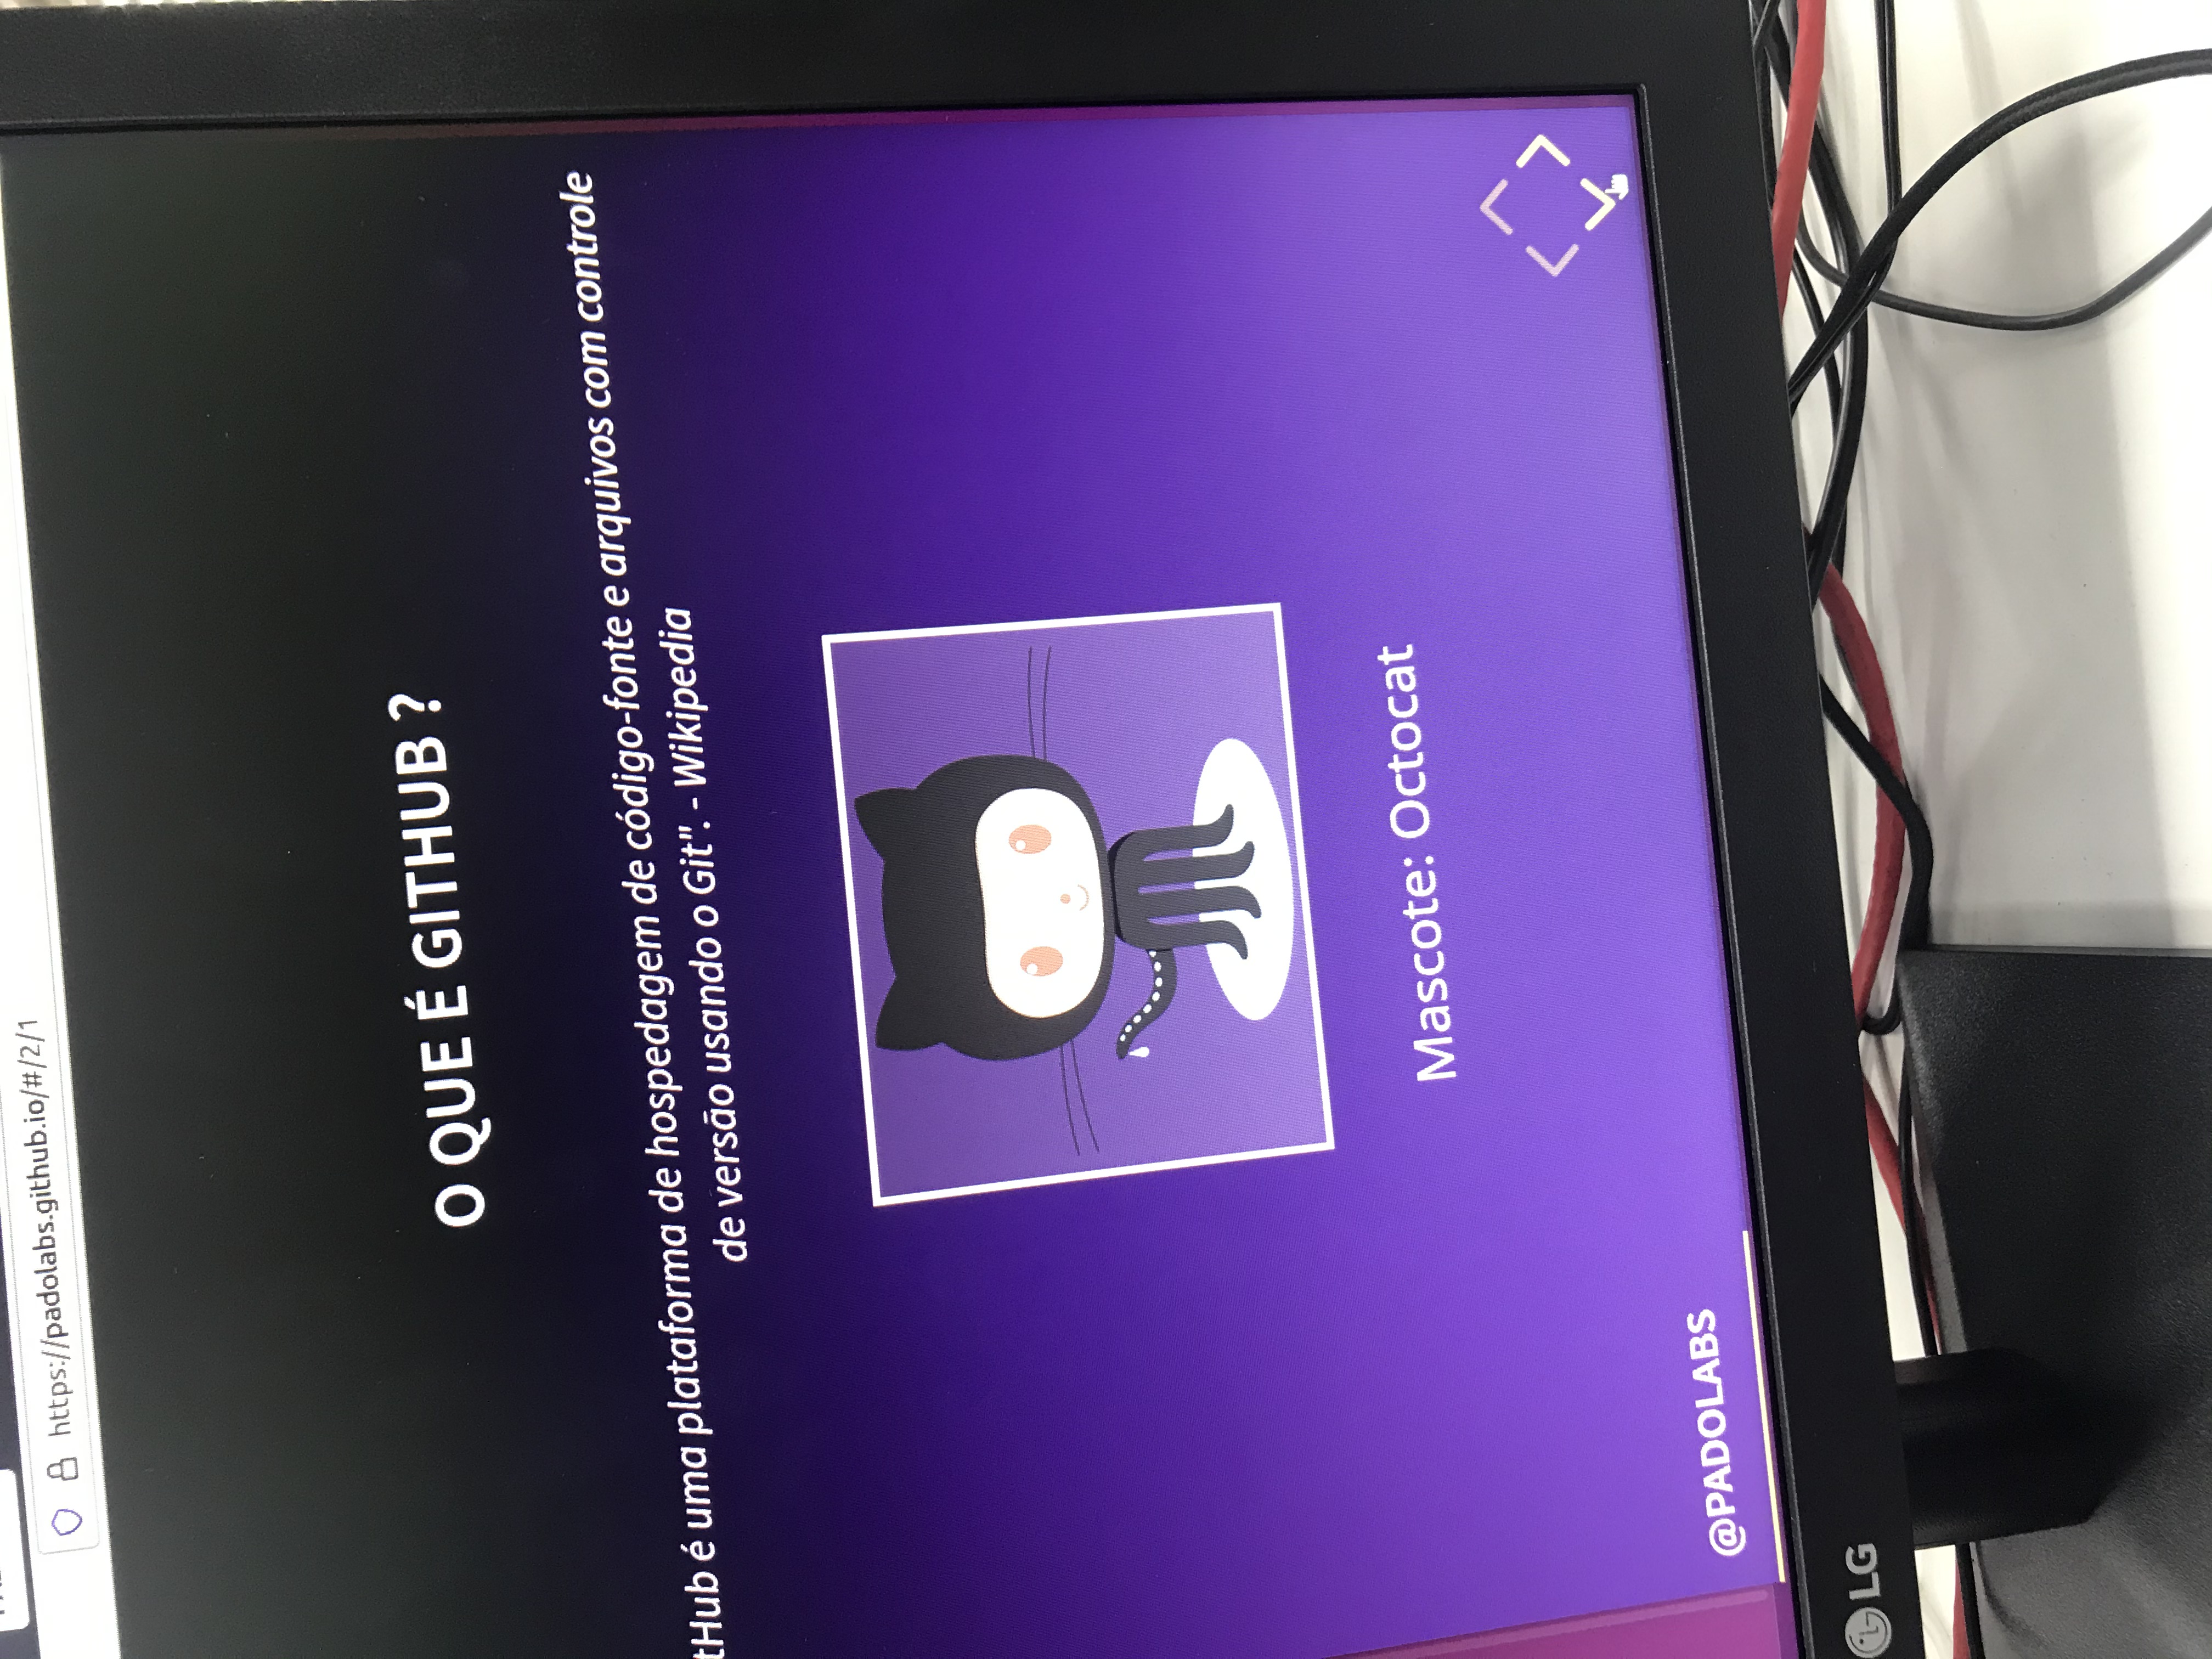 https://padolabs.github.io/#/2/1
O QUE É GITHUB ?
tHub é uma plataforma de hospedagem de código-fonte e arquivos com controle
de versão usando o Git". - Wikipedia
Mascote: Octocat
@PADOLABS
LG